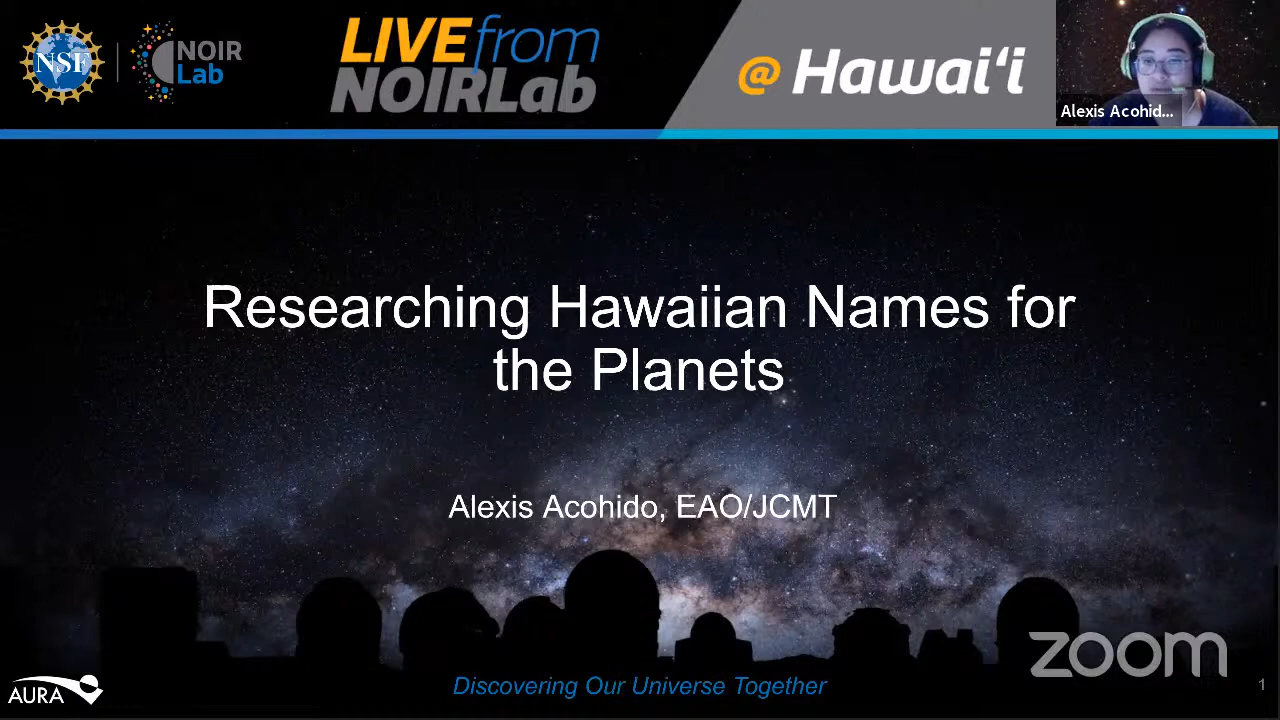 NSF
NOIR
Lab
LIVE from
NOIRLab
@ Hawaiʻi
Alexis Acohid...
Researching Hawaiian Names for
the Planets
Alexis Acohido, EAO/JCMT
zoom
AURA
Discovering Our Universe Together
1